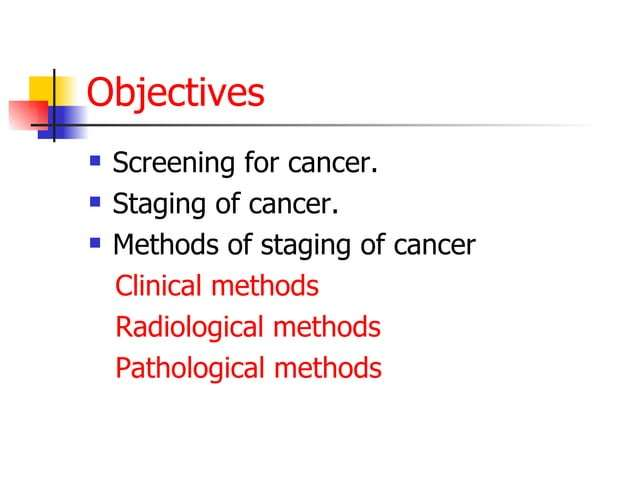 Objectives
Screening for cancer.
Staging of cancer.
Methods of staging of cancer
Clinical methods
Radiological methods
Pathological methods